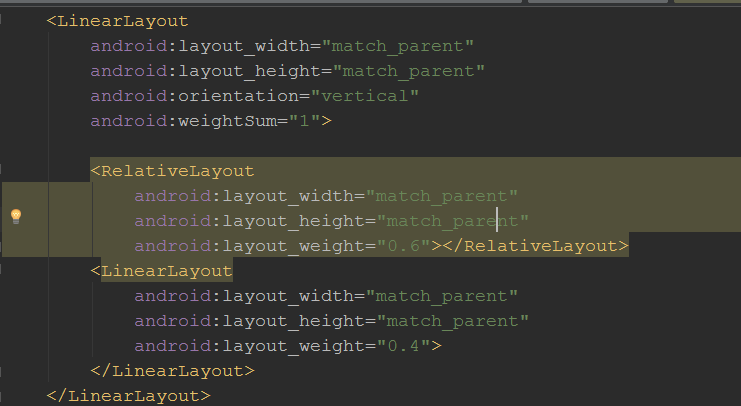 <LinearLayout
android:layout_width="match_parent"
android:layout_height="match_parent"
android:orientation="vertical"
android:weightSum="1">
<RelativeLayout
android:layout_width="match_parent"
android:layout_height="match_parent"
android:layout_weight="0.6"></RelativeLayout>
<LinearLayout
android:layout_width="match_parent"
android:layout_height="match_parent"
android:layout_weight="0.4">
</LinearLayout>
</LinearLayout>